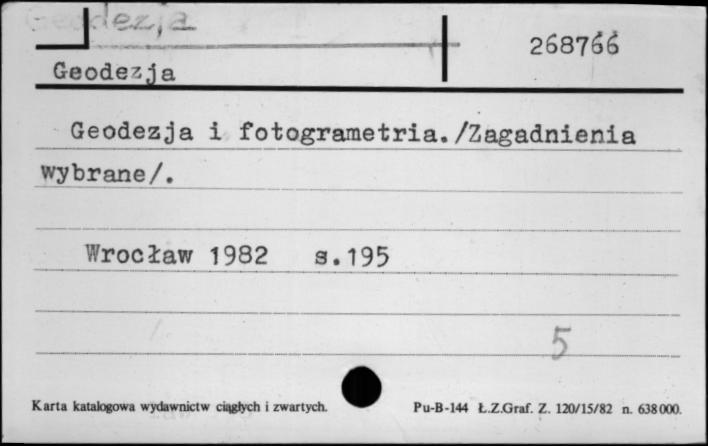 Geodezja
268766
Geodezja
Geodezja i fotogrametria./Zagadnienia
wybrane/.
Wrocław 1982 s.195
5
Karta katalogowa wydawnictw ciągłych i zwartych.
Pu-B-144 Ł.Z.Graf. Z. 120/15/82 n. 638000.